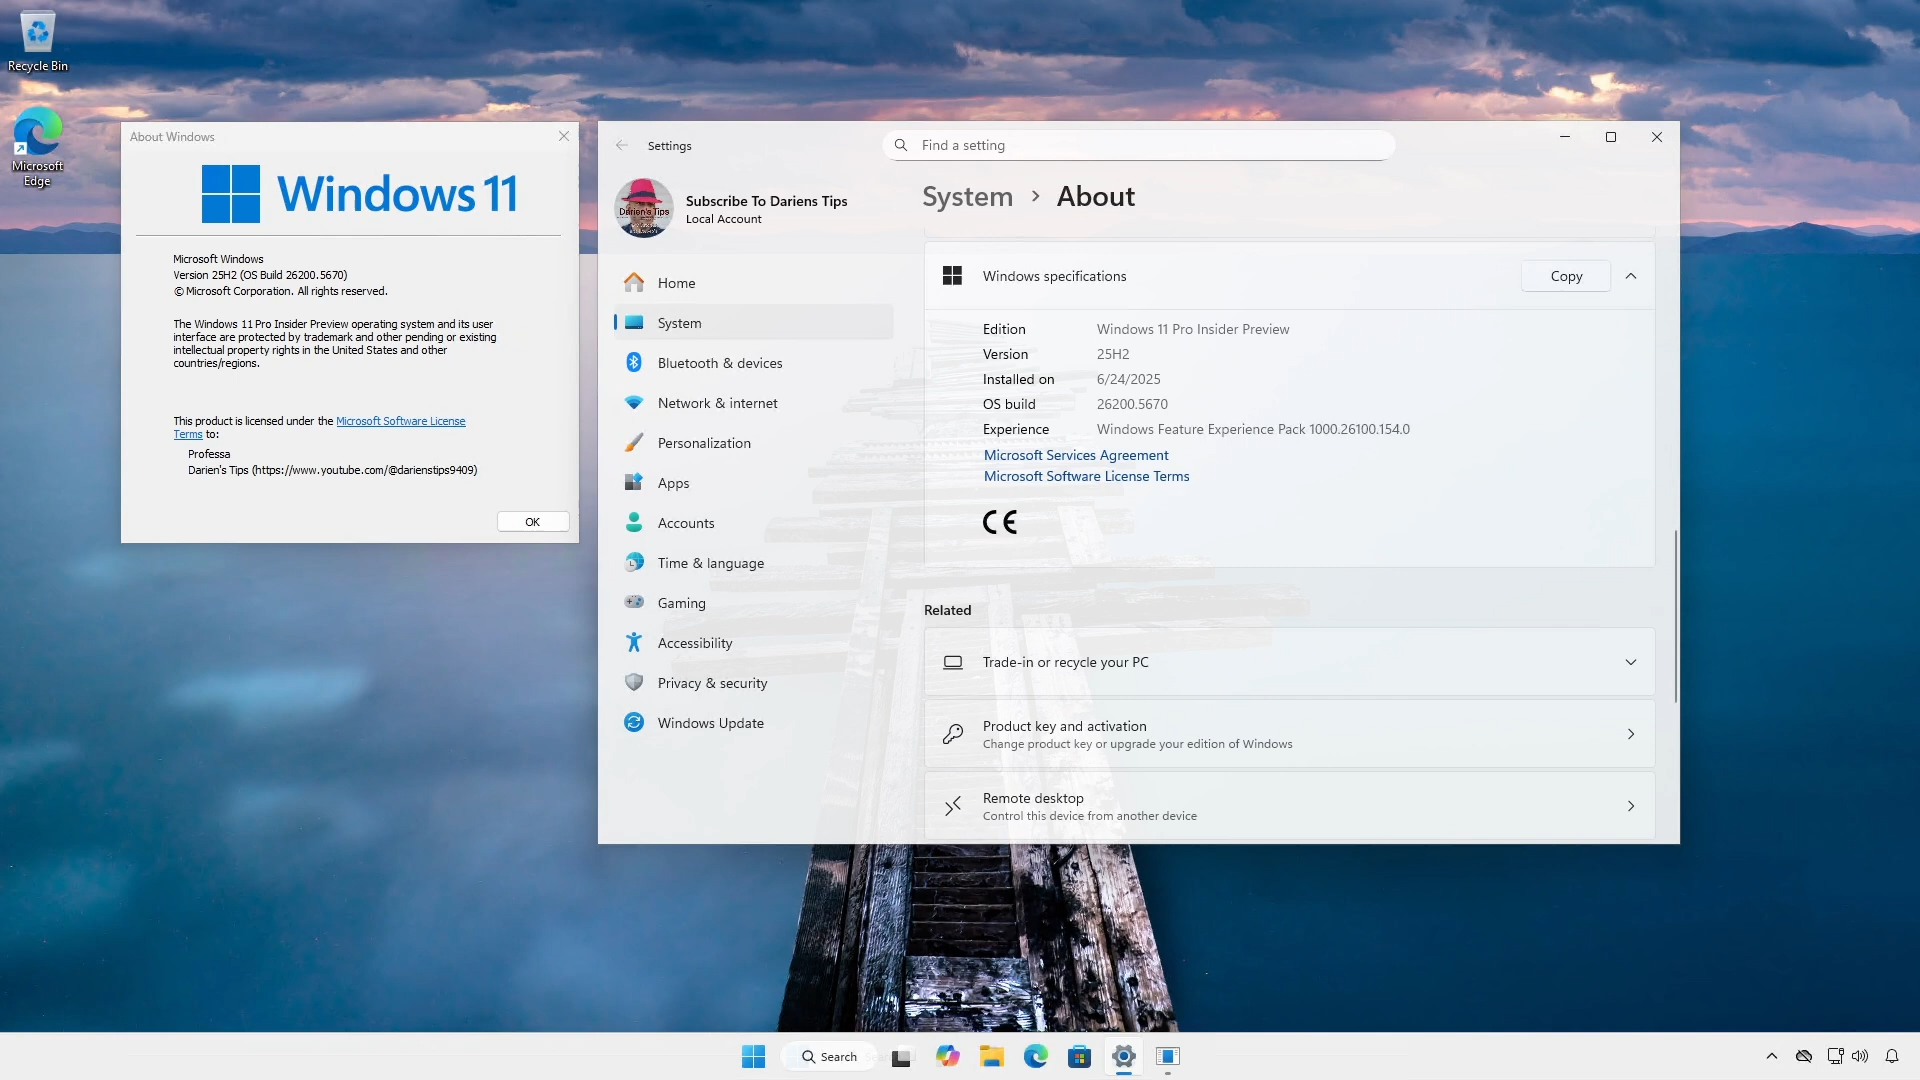 Recycle Bin
Microsoft
Edge
About Windows
Windows 11
Microsoft Windows
Version 25H2 (OS Build 26200.5670)
© Microsoft Corporation. All rights reserved.
The Windows 11 Pro Insider Preview operating system and its user
interface are protected by trademark and other pending or existing
intellectual property rights in the United States and other
countries/regions.
This product is licensed under the Microsoft Software License
Terms to:
Professa
Darien's Tips (https://www.youtube.com/@darienstips9409)
OK
Settings
Find a setting
Darien's Tips
Subscribe To Dariens Tips
Local Account
Home
System
Bluetooth & devices
Network & internet
Personalization
Apps
Accounts
Time & language
Gaming
Accessibility
Privacy & security
Windows Update
System > About
Windows specifications
Copy
Edition Windows 11 Pro Insider Preview
Version 25H2
Installed on 6/24/2025
OS build 26200.5670
Experience Windows Feature Experience Pack 1000.26100.154.0
Microsoft Services Agreement
Microsoft Software License Terms
CE
Related
Trade-in or recycle your PC
Product key and activation
Change product key or upgrade your edition of Windows
Remote desktop
Control this device from another device
Search